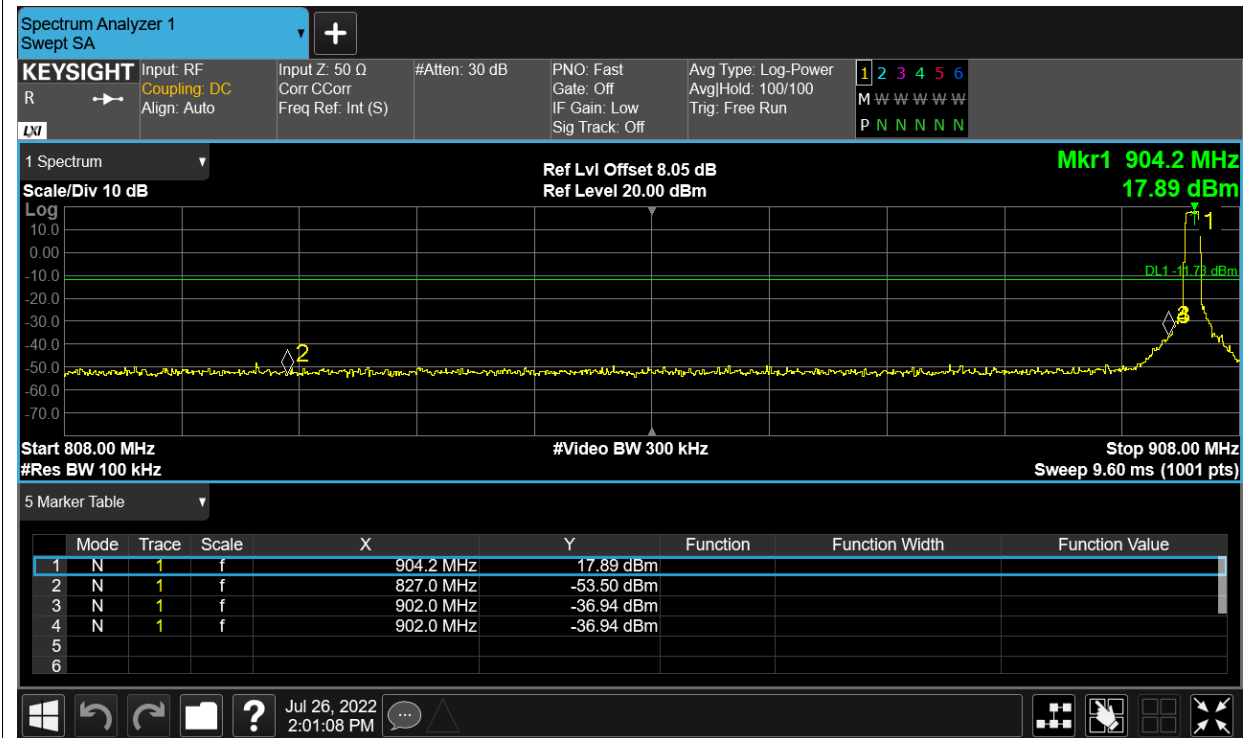 Spectrum Analyzer 1
Swept SA
+
KEYSIGHT
R
LXI
Input: RF
Coupling: DC
Align: Auto
Input Z: 50 Ω
Corr CCorr
Freq Ref: Int (S)
#Atten: 30 dB
PNO: Fast
Gate: Off
IF Gain: Low
Sig Track: Off
Avg Type: Log-Power
Avg|Hold: 100/100
Trig: Free Run
1 2 3 4 5 6
M W W W W W
P N N N N N
1 Spectrum
Scale/Div 10 dB
Ref Lvl Offset 8.05 dB
Ref Level 20.00 dBm
Mkr1 904.2 MHz
17.89 dBm
Log
10.0
0.00
-10.0
-20.0
-30.0
-40.0
-50.0
-60.0
-70.0
1
DL1 -11.73 dBm
2
Start 808.00 MHz
#Video BW 300 kHz
Stop 908.00 MHz
#Res BW 100 kHz
Sweep 9.60 ms (1001 pts)
5 Marker Table
Mode Trace Scale X Y Function Function Width Function Value
1 N 1 f 904.2 MHz 17.89 dBm
2 N 1 f 827.0 MHz -53.50 dBm
3 N 1 f 902.0 MHz -36.94 dBm
4 N 1 f 902.0 MHz -36.94 dBm
5
6
?
Jul 26, 2022
2:01:08 PM